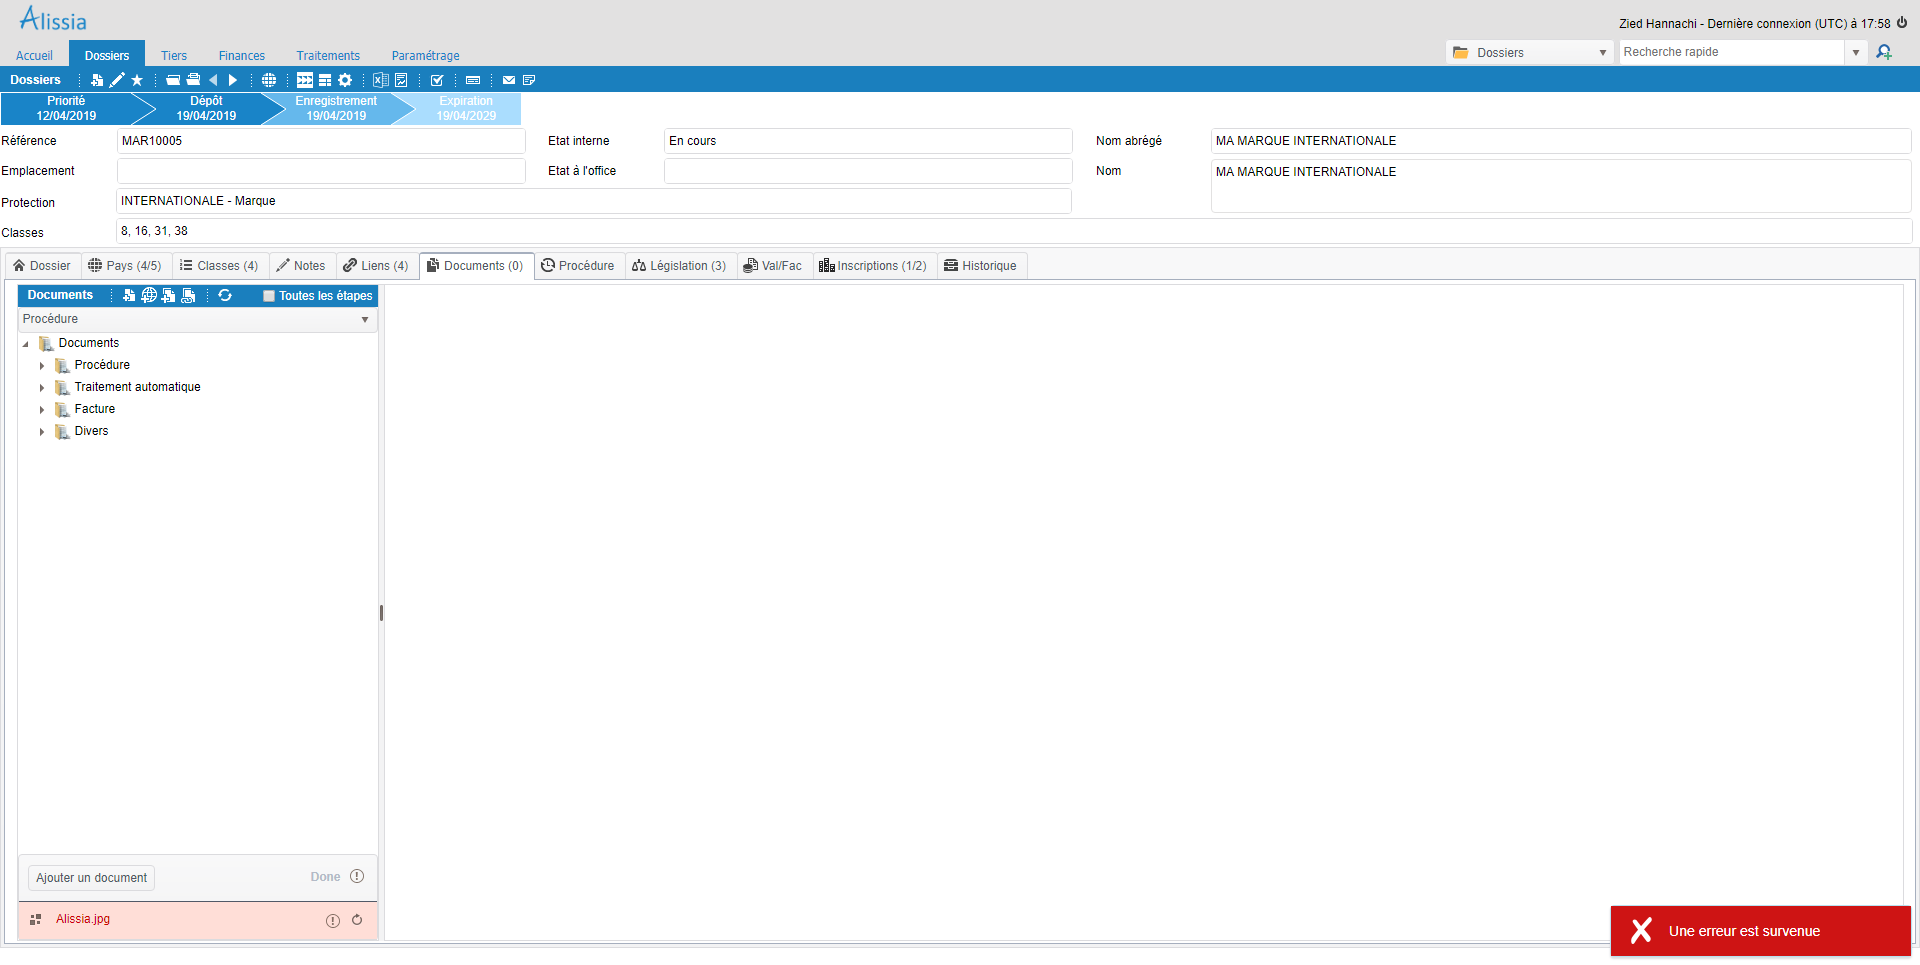 Alissia
Zied Hannachi - Dernière connexion (UTC) à 17:58
Accueil Dossiers Tiers Finances Traitements Paramétrage
Dossiers Recherche rapide
Dossiers
Priorité Dépôt Enregistrement Expiration
12/04/2019 19/04/2019 19/04/2019 19/04/2029
Référence MAR10005 Etat interne En cours Nom abrégé MA MARQUE INTERNATIONALE
Emplacement Etat à l'office Nom MA MARQUE INTERNATIONALE
Protection INTERNATIONALE - Marque
Classes 8, 16, 31, 38
Dossier Pays (4/5) Classes (4) Notes Liens (4) Documents (0) Procédure Législation (3) Val/Fac Inscriptions (1/2) Historique
Documents Toutes les étapes
Procédure
Documents
Procédure
Traitement automatique
Facture
Divers
Ajouter un document Done
Alissia.jpg
Une erreur est survenue